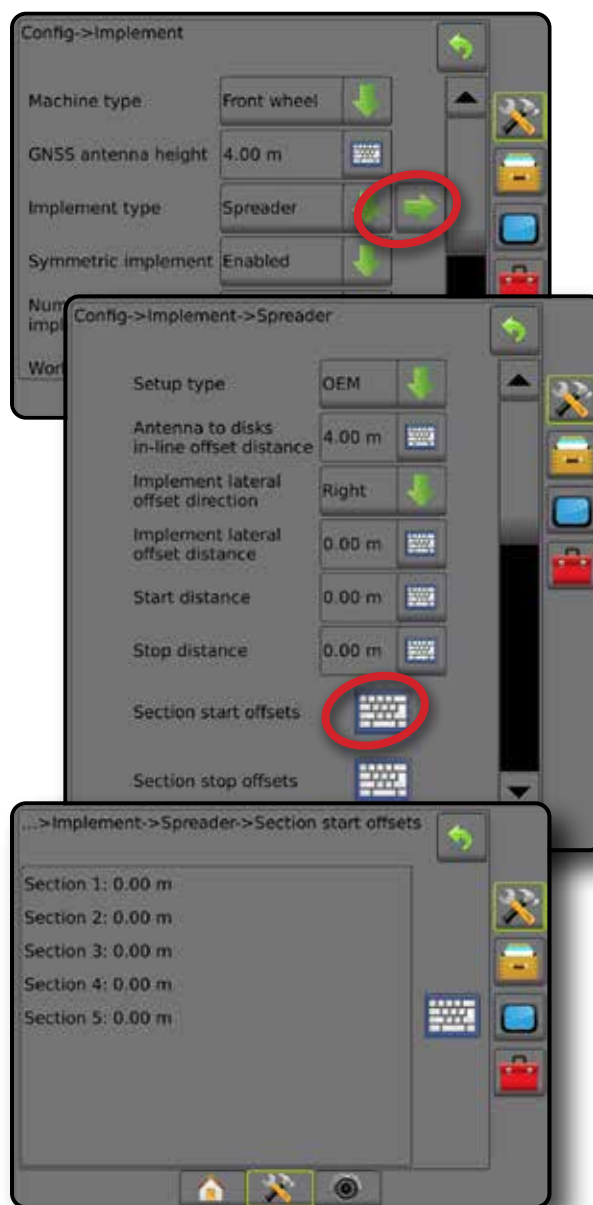 Config->Implement
Machine type Front wheel
GNSS antenna height 4.00 m
Implement type Spreader
Symmetric implement Enabled
Config->Implement->Spreader
Setup type OEM
Antenna to disks
in-line offset distance 4.00 m
Implement lateral
offset direction Right
Implement lateral
offset distance 0.00 m
Start distance 0.00 m
Stop distance 0.00 m
Section start offsets
Section stop offsets
...>Implement->Spreader->Section start offsets
Section 1: 0.00 m
Section 2: 0.00 m
Section 3: 0.00 m
Section 4: 0.00 m
Section 5: 0.00 m